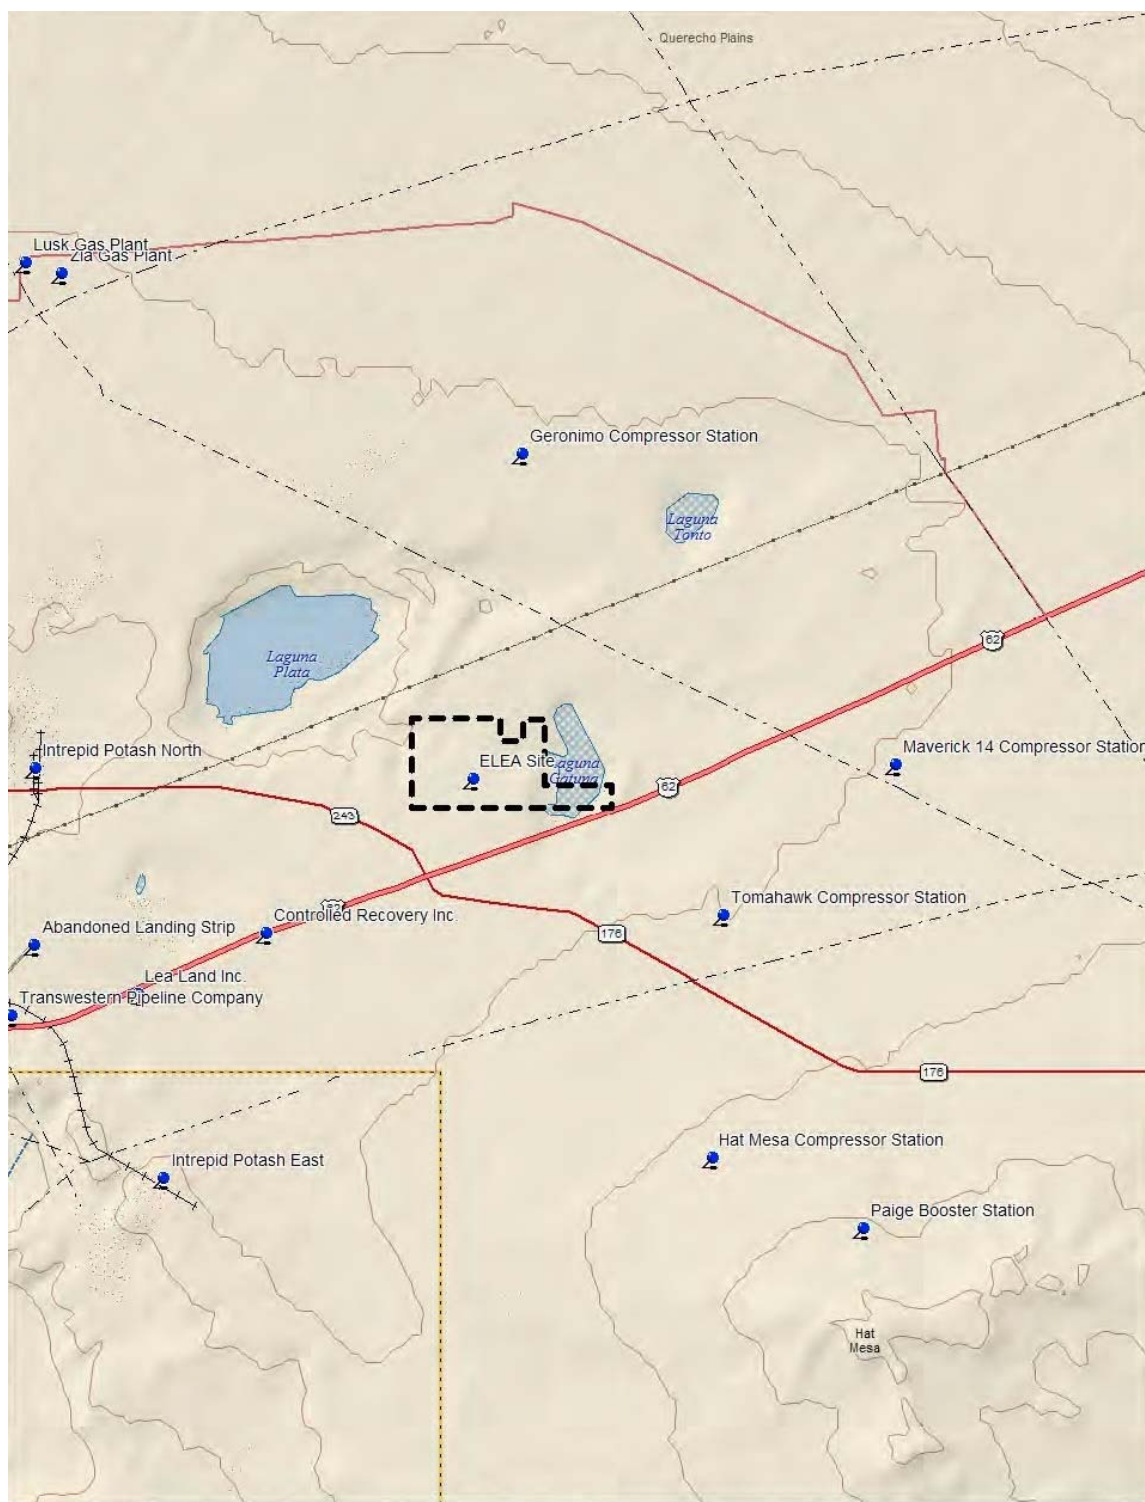 Querecho Plains
Lusk Gas Plant
Zia Gas Plant
Geronimo Compressor Station
Laguna
Tonto
62
Laguna
Plata
Intrepid Potash North
ELEA Site
Laguna
Gatuna
Maverick 14 Compressor Station
62
243
Tomahawk Compressor Station
Controlled Recovery Inc.
Abandoned Landing Strip
176
Lea Land Inc.
Transwestern Pipeline Company
176
Hat Mesa Compressor Station
Intrepid Potash East
Paige Booster Station
Hat
Mesa